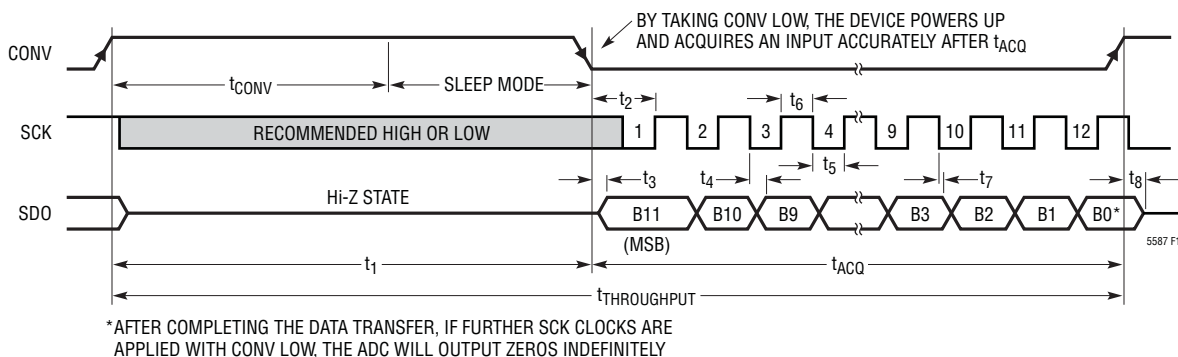 BY TAKING CONV LOW, THE DEVICE POWERS UP
AND ACQUIRES AN INPUT ACCURATELY AFTER tACQ
CONV
tCONV
SLEEP MODE
t2
t6
SCK
RECOMMENDED HIGH OR LOW
1 2 3 4 9 10 11 12
t3
t4
t5
t7
t8
Hi-Z STATE
SDO
B11 B10 B9 B3 B2 B1 B0*
(MSB)
5587 F1
t1
tACQ
tTHROUGHPUT
*AFTER COMPLETING THE DATA TRANSFER, IF FURTHER SCK CLOCKS ARE
APPLIED WITH CONV LOW, THE ADC WILL OUTPUT ZEROS INDEFINITELY